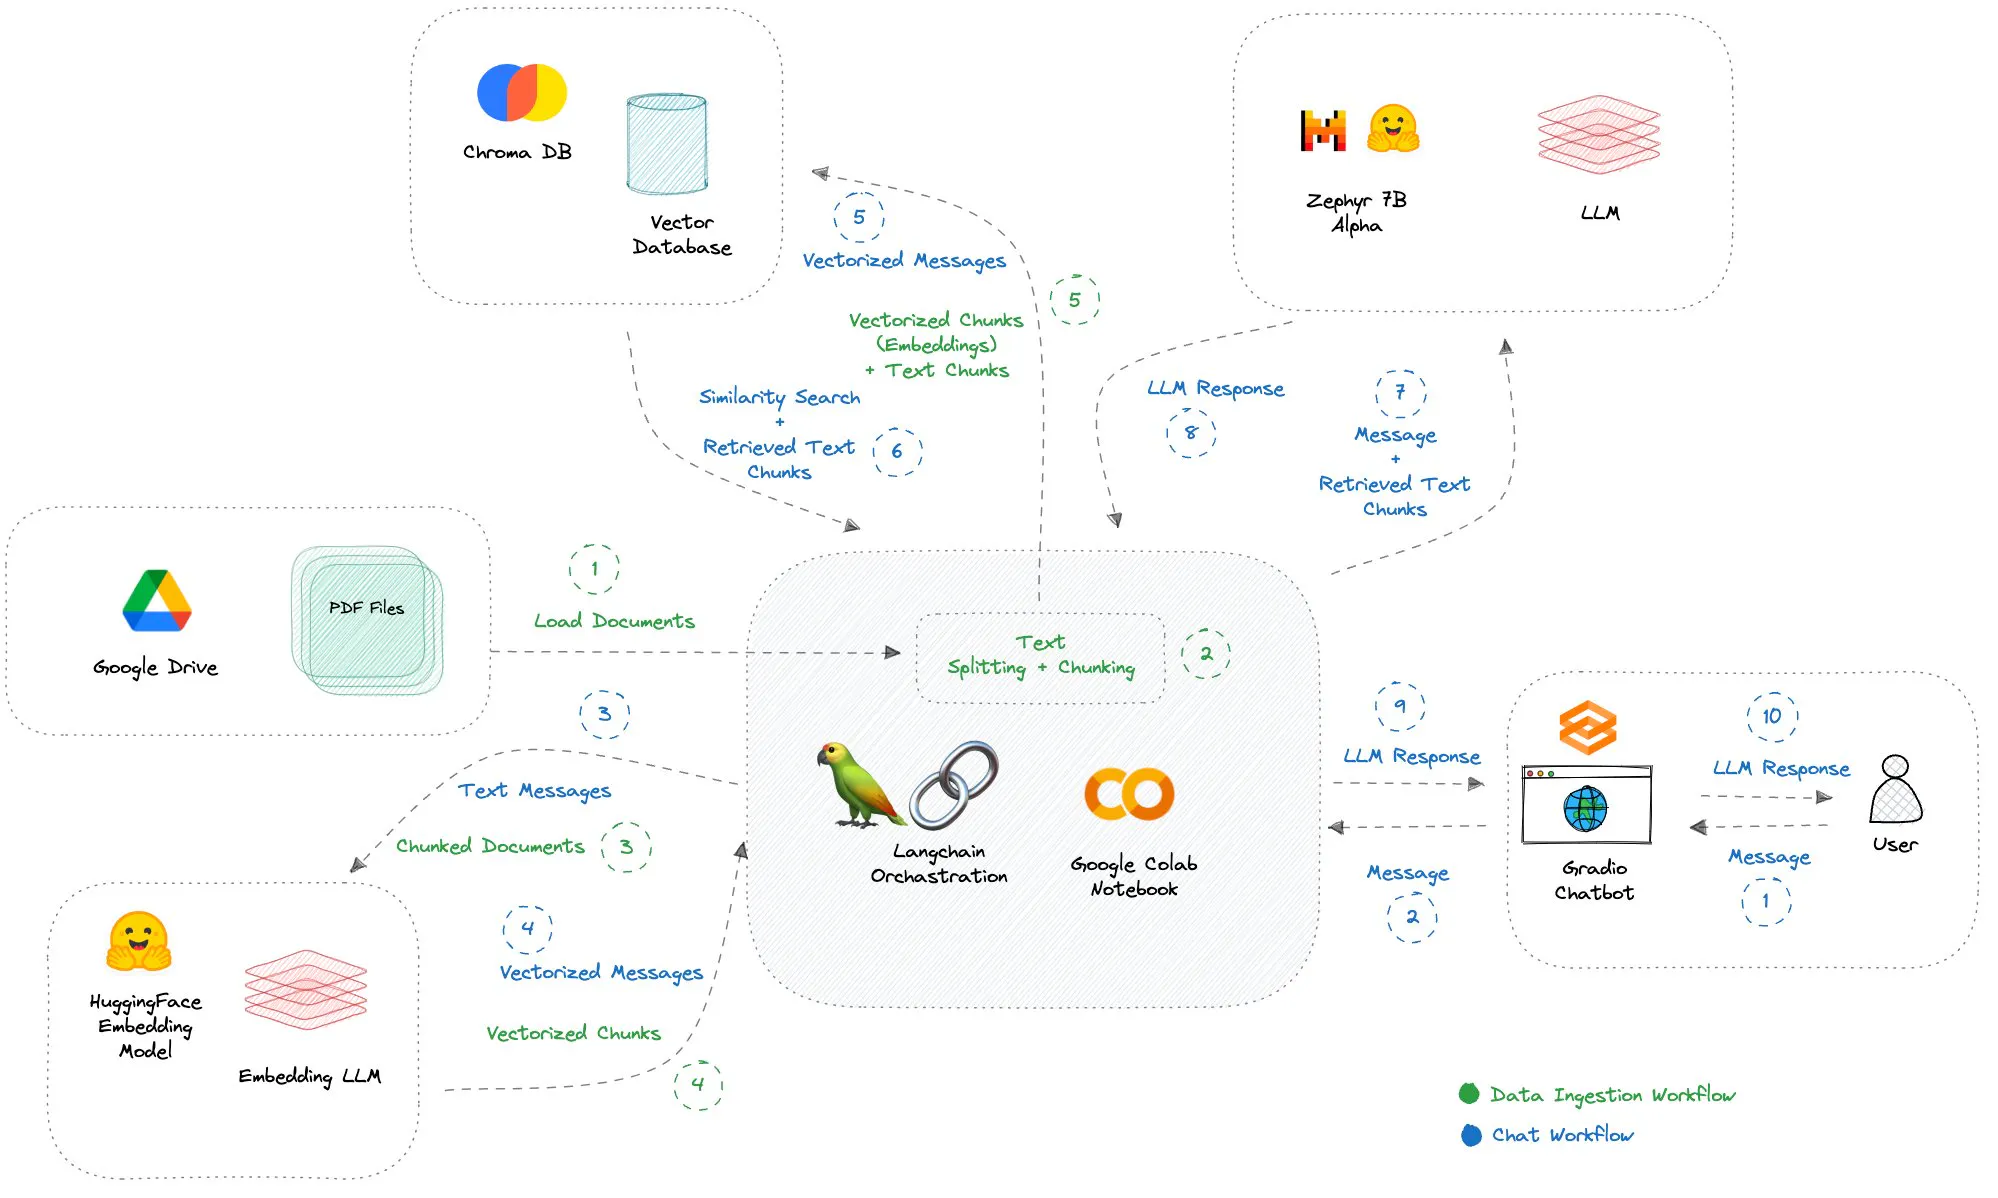 Chroma DB
Vector
Database
5
Vectorized Messages
5
Vectorized Chunks
(Embeddings)
+ Text Chunks
Similarity Search
+
Retrieved Text
Chunks
6
Zephyr 7B
Alpha
LLM
LLM Response
8
7
Message
+
Retrieved Text
Chunks
Google Drive
PDF Files
1
Load Documents
Text
Splitting + Chunking
2
3
Text Messages
Chunked Documents
3
Langchain
Orchastration
Google Colab
Notebook
9
LLM Response
Message
2
Gradio
Chatbot
10
LLM Response
Message
1
User
HuggingFace
Embedding
Model
Embedding LLM
4
Vectorized Messages
Vectorized Chunks
4
Data Ingestion Workflow
Chat Workflow